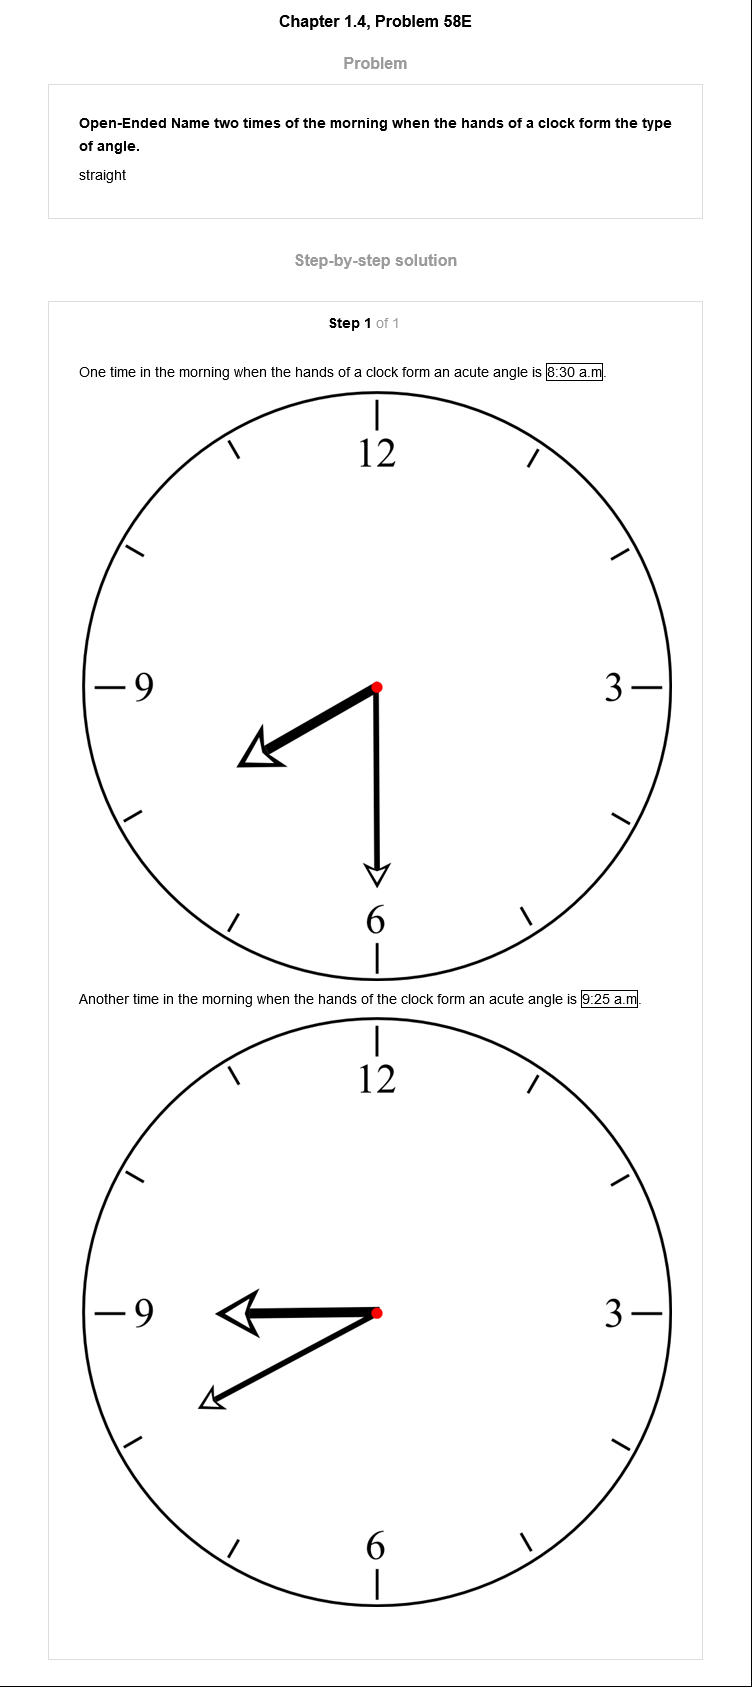 Chapter 1.4, Problem 58E
Problem
Open-Ended Name two times of the morning when the hands of a clock form the type
of angle.
straight
Step-by-step solution
Step 1 of 1
One time in the morning when the hands of a clock form an acute angle is 8:30 a.m.
12
9
3
6
Another time in the morning when the hands of the clock form an acute angle is 9:25 a.m.
12
9
3
6